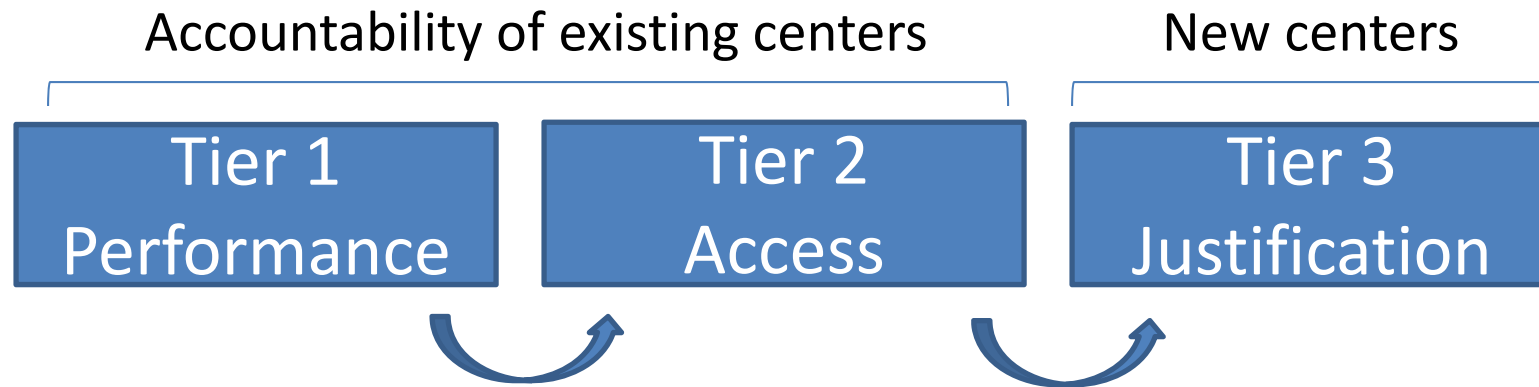 Accountability of existing centers
New centers
Tier 1
Performance
Tier 2
Access
Tier 3
Justification